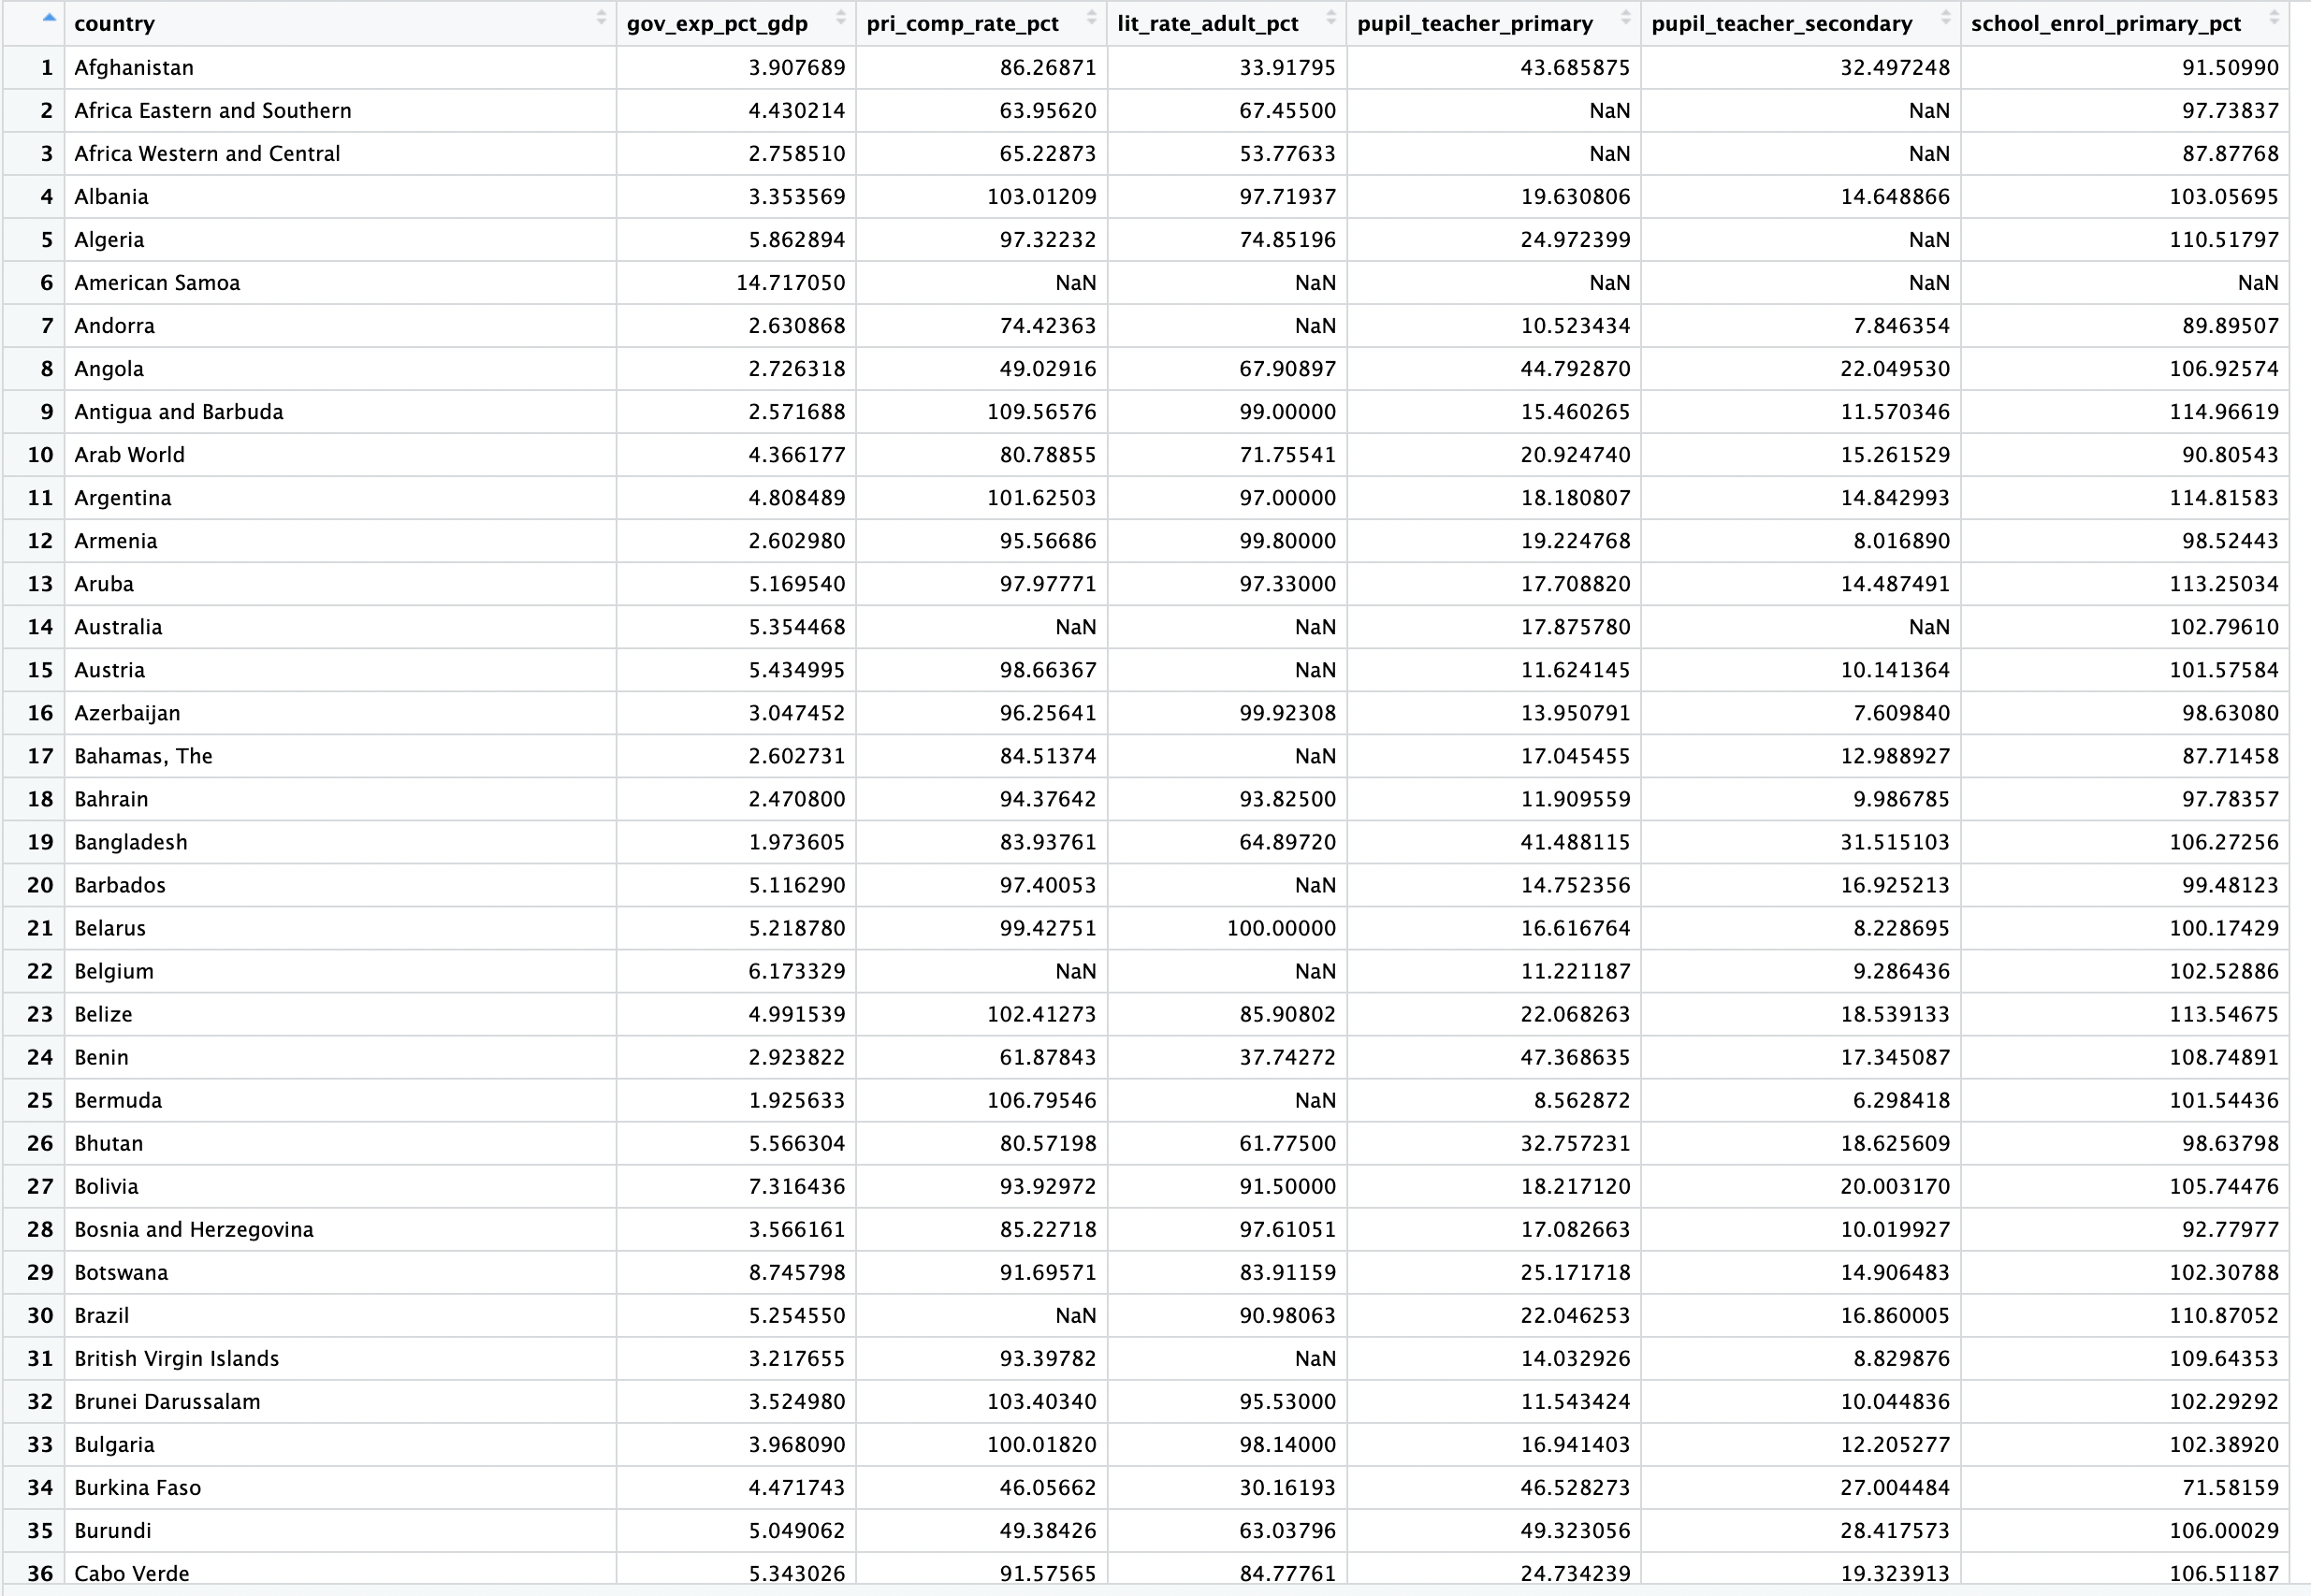 country gov_exp_pct_gdp pri_comp_rate_pct lit_rate_adult_pct pupil_teacher_primary pupil_teacher_secondary school_enrol_primary_pct
1 Afghanistan 3.907689 86.26871 33.91795 43.685875 32.497248 91.50990
2 Africa Eastern and Southern 4.430214 63.95620 67.45500 NaN NaN 97.73837
3 Africa Western and Central 2.758510 65.22873 53.77633 NaN NaN 87.87768
4 Albania 3.353569 103.01209 97.71937 19.630806 14.648866 103.05695
5 Algeria 5.862894 97.32232 74.85196 24.972399 NaN 110.51797
6 American Samoa 14.717050 NaN NaN NaN NaN NaN
7 Andorra 2.630868 74.42363 NaN 10.523434 7.846354 89.89507
8 Angola 2.726318 49.02916 67.90897 44.792870 22.049530 106.92574
9 Antigua and Barbuda 2.571688 109.56576 99.00000 15.460265 11.570346 114.96619
10 Arab World 4.366177 80.78855 71.75541 20.924740 15.261529 90.80543
11 Argentina 4.808489 101.62503 97.00000 18.180807 14.842993 114.81583
12 Armenia 2.602980 95.56686 99.80000 19.224768 8.016890 98.52443
13 Aruba 5.169540 97.97771 97.33000 17.708820 14.487491 113.25034
14 Australia 5.354468 NaN NaN 17.875780 NaN 102.79610
15 Austria 5.434995 98.66367 NaN 11.624145 10.141364 101.57584
16 Azerbaijan 3.047452 96.25641 99.92308 13.950791 7.609840 98.63080
17 Bahamas, The 2.602731 84.51374 NaN 17.045455 12.988927 87.71458
18 Bahrain 2.470800 94.37642 93.82500 11.909559 9.986785 97.78357
19 Bangladesh 1.973605 83.93761 64.89720 41.488115 31.515103 106.27256
20 Barbados 5.116290 97.40053 NaN 14.752356 16.925213 99.48123
21 Belarus 5.218780 99.42751 100.00000 16.616764 8.228695 100.17429
22 Belgium 6.173329 NaN NaN 11.221187 9.286436 102.52886
23 Belize 4.991539 102.41273 85.90802 22.068263 18.539133 113.54675
24 Benin 2.923822 61.87843 37.74272 47.368635 17.345087 108.74891
25 Bermuda 1.925633 106.79546 NaN 8.562872 6.298418 101.54436
26 Bhutan 5.566304 80.57198 61.77500 32.757231 18.625609 98.63798
27 Bolivia 7.316436 93.92972 91.50000 18.217120 20.003170 105.74476
28 Bosnia and Herzegovina 3.566161 85.22718 97.61051 17.082663 10.019927 92.77977
29 Botswana 8.745798 91.69571 83.91159 25.171718 14.906483 102.30788
30 Brazil 5.254550 NaN 90.98063 22.046253 16.860005 110.87052
31 British Virgin Islands 3.217655 93.39782 NaN 14.032926 8.829876 109.64353
32 Brunei Darussalam 3.524980 103.40340 95.53000 11.543424 10.044836 102.29292
33 Bulgaria 3.968090 100.01820 98.14000 16.941403 12.205277 102.38920
34 Burkina Faso 4.471743 46.05662 30.16193 46.528273 27.004484 71.58159
35 Burundi 5.049062 49.38426 63.03796 49.323056 28.417573 106.00029
36 Cabo Verde 5.343026 91.57565 84.77761 24.734239 19.323913 106.51187